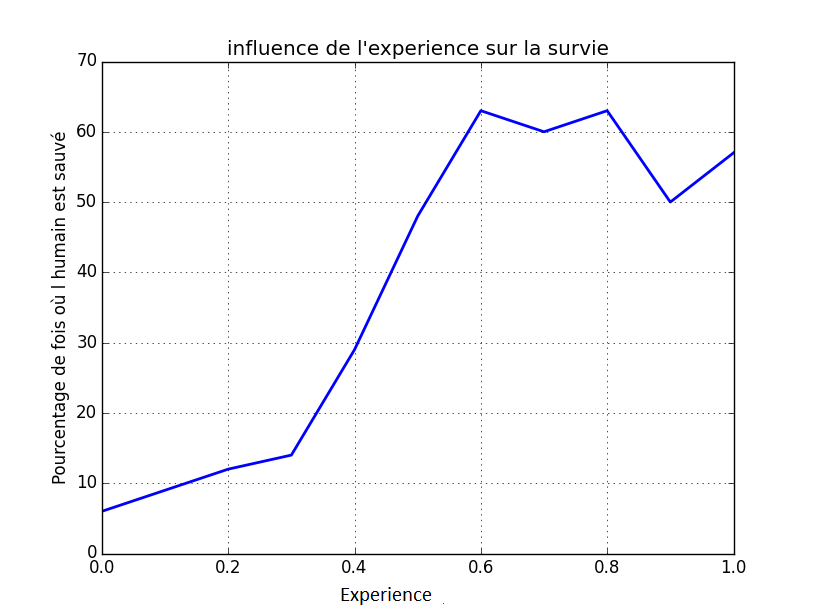 influence de l'experience sur la survie
Pourcentage de fois où l humain est sauvé
70
60
50
40
30
20
10
0
0.0 0.2 0.4 0.6 0.8 1.0
Experience